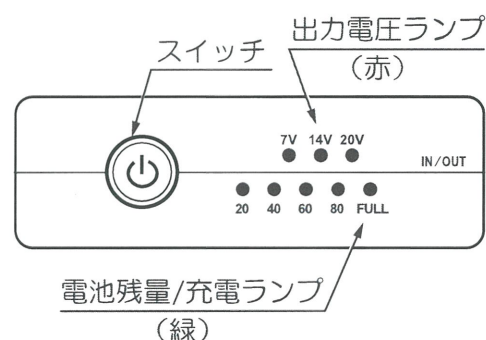 出力電圧ランプ
（赤）
スイッチ
7V 14V 20V
IN/OUT
20 40 60 80 FULL
電池残量/充電ランプ
（緑）